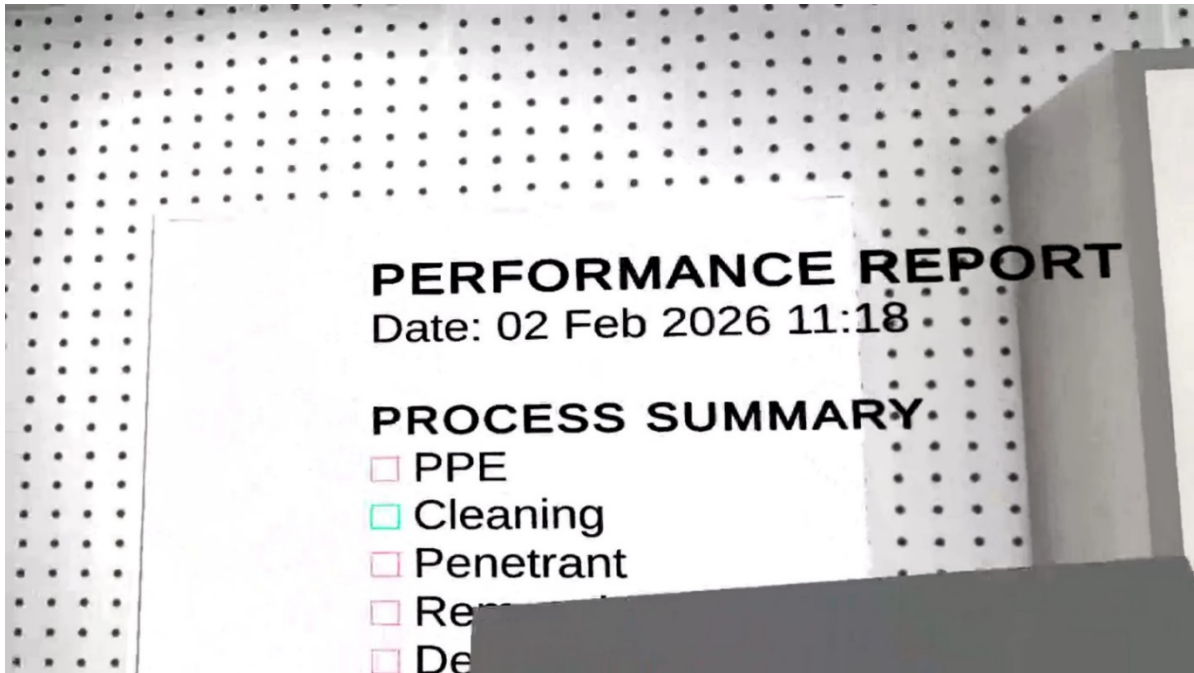 PERFORMANCE REPORT
Date: 02 Feb 2026 11:18
PROCESS SUMMARY
PPE
Cleaning
Penetrant